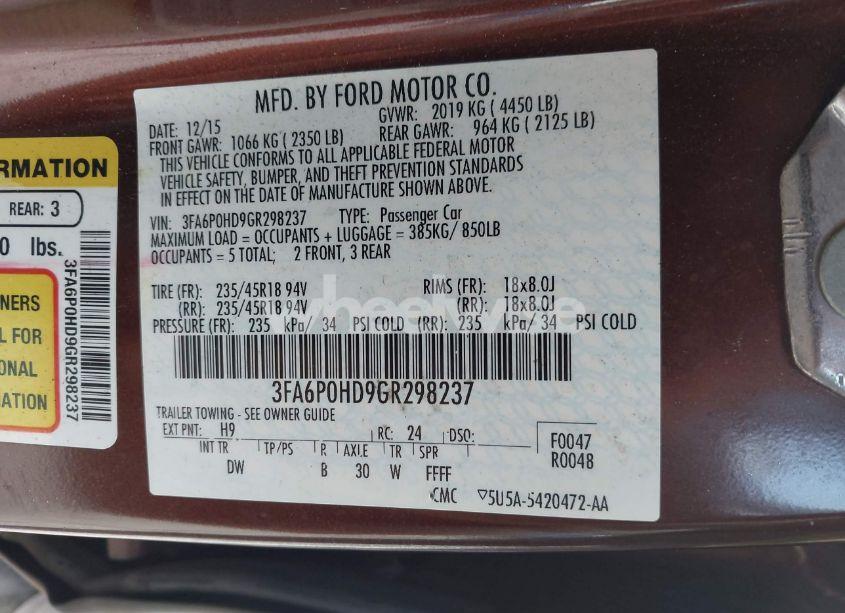 MFD. BY FORD MOTOR CO.
DATE: 12/15 GVWR: 2019 KG ( 4450 LB)
FRONT GAWR: 1066 KG ( 2350 LB) REAR GAWR: 964 KG ( 2125 LB)
THIS VEHICLE CONFORMS TO ALL APPLICABLE FEDERAL MOTOR
VEHICLE SAFETY, BUMPER, AND THEFT PREVENTION STANDARDS
IN EFFECT ON THE DATE OF MANUFACTURE SHOWN ABOVE.
VIN: 3FA6P0HD9GR298237 TYPE: Passenger Car
MAXIMUM LOAD = OCCUPANTS + LUGGAGE = 385KG/ 850LB
OCCUPANTS = 5 TOTAL; 2 FRONT, 3 REAR
TIRE (FR): 235/45R18 94V RIMS (FR): 18x8.0J
(RR): 235/45R18 94V (RR): 18x8.0J
PRESSURE (FR): 235 kPa/ 34 PSI COLD (RR): 235 kPa/ 34 PSI COLD
3FA6P0HD9GR298237
TRAILER TOWING - SEE OWNER GUIDE
EXT PNT: H9 RC: 24 DSO:
F0047
R0048
INT TR TP/PS R AXLE TR SPR
DW B 30 W FFFF
CMC ▽5U5A-5420472-AA
ORMATION
REAR: 3
0 lbs.
NERS
L FOR
ONAL
MATION
3FA6P0HD9GR298237